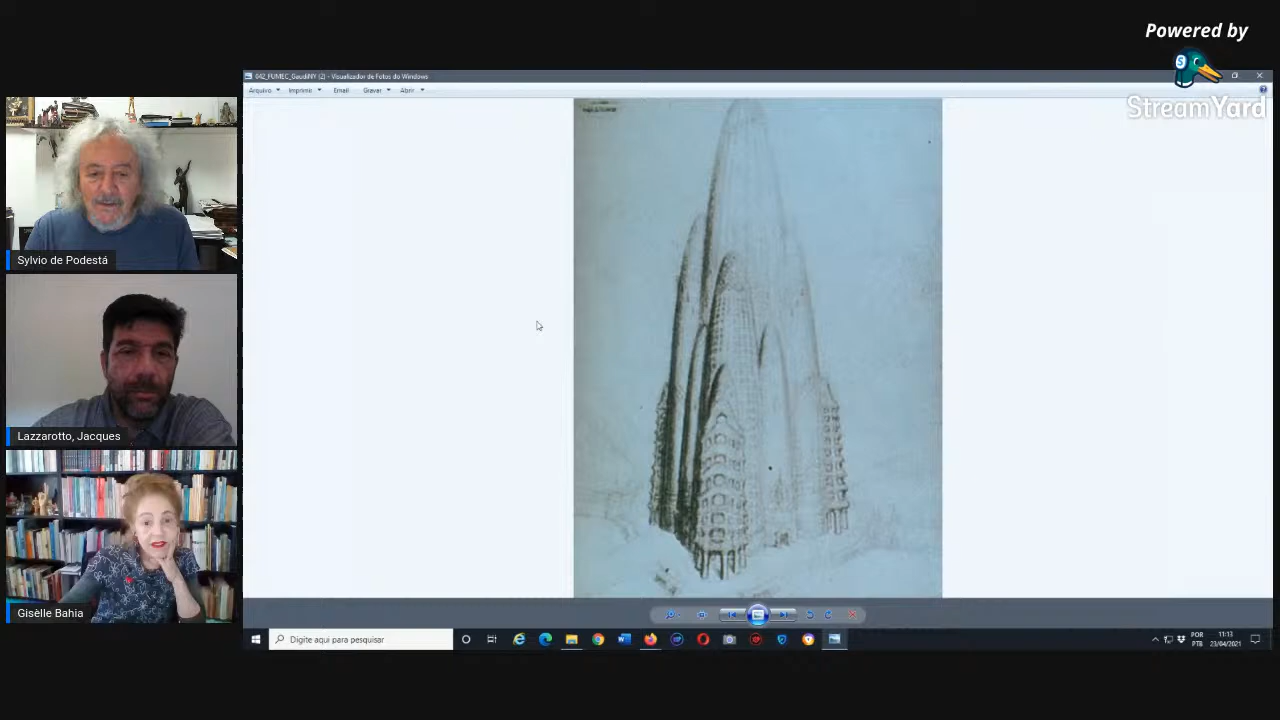 Powered by
StreamYard
042_FUMEC_GaudiNY (2) - Visualizador de Fotos do Windows
Arquivo Imprimir Email Gravar Abrir
Sylvio de Podestá
Lazzarotto, Jacques
Gisèlle Bahia
Digite aqui para pesquisar
POR
PTB
11:13
23/04/2021